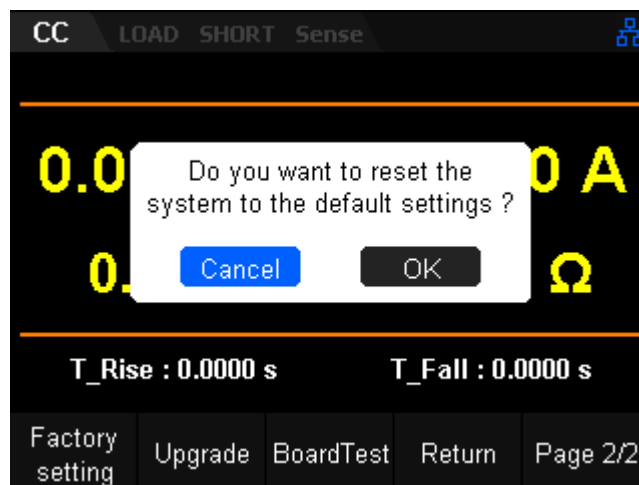 CC LOAD SHORT Sense
0.0 0 A
Do you want to reset the
system to the default settings ?
0. Ω
Cancel OK
T_Rise : 0.0000 s T_Fall : 0.0000 s
Factory
setting
Upgrade BoardTest Return Page 2/2